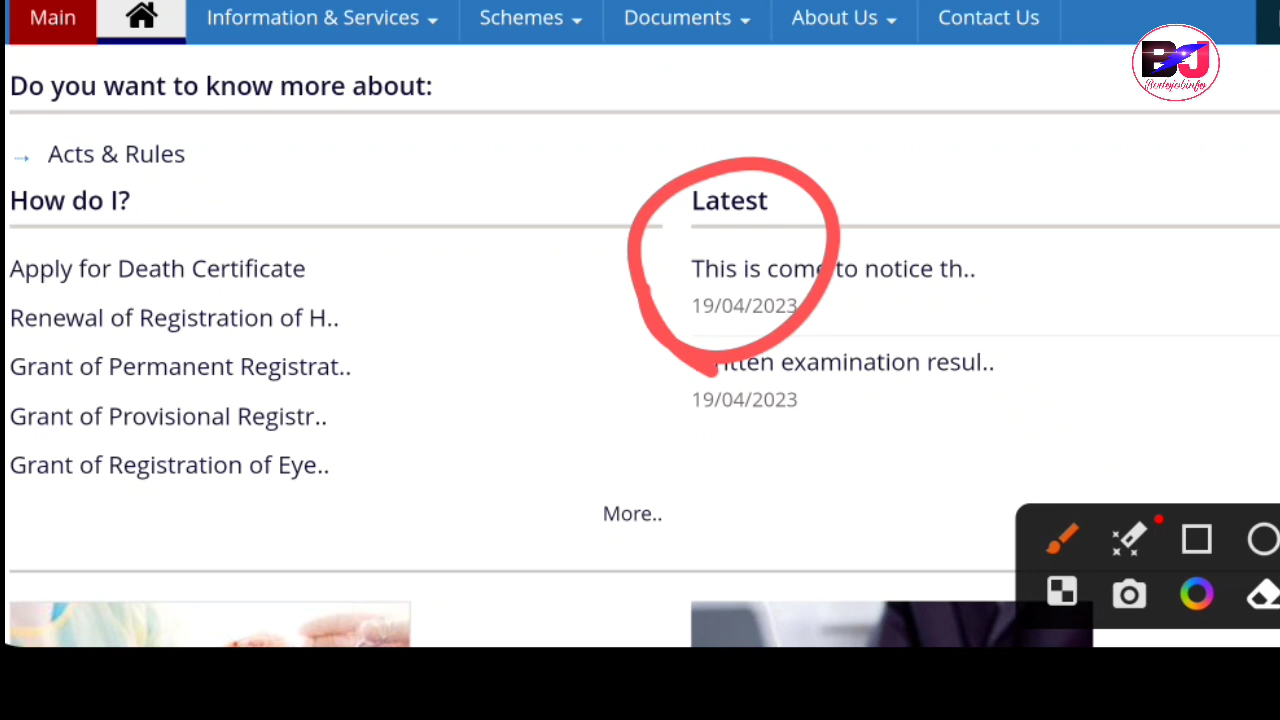 Main Information & Services Schemes Documents About Us Contact Us
BJ
Bodojobinfo
Do you want to know more about:
→ Acts & Rules
How do I?
Apply for Death Certificate
Renewal of Registration of H..
Grant of Permanent Registrat..
Grant of Provisional Registr..
Grant of Registration of Eye..
More..
Latest
This is come to notice th..
19/04/2023
Written examination resul..
19/04/2023